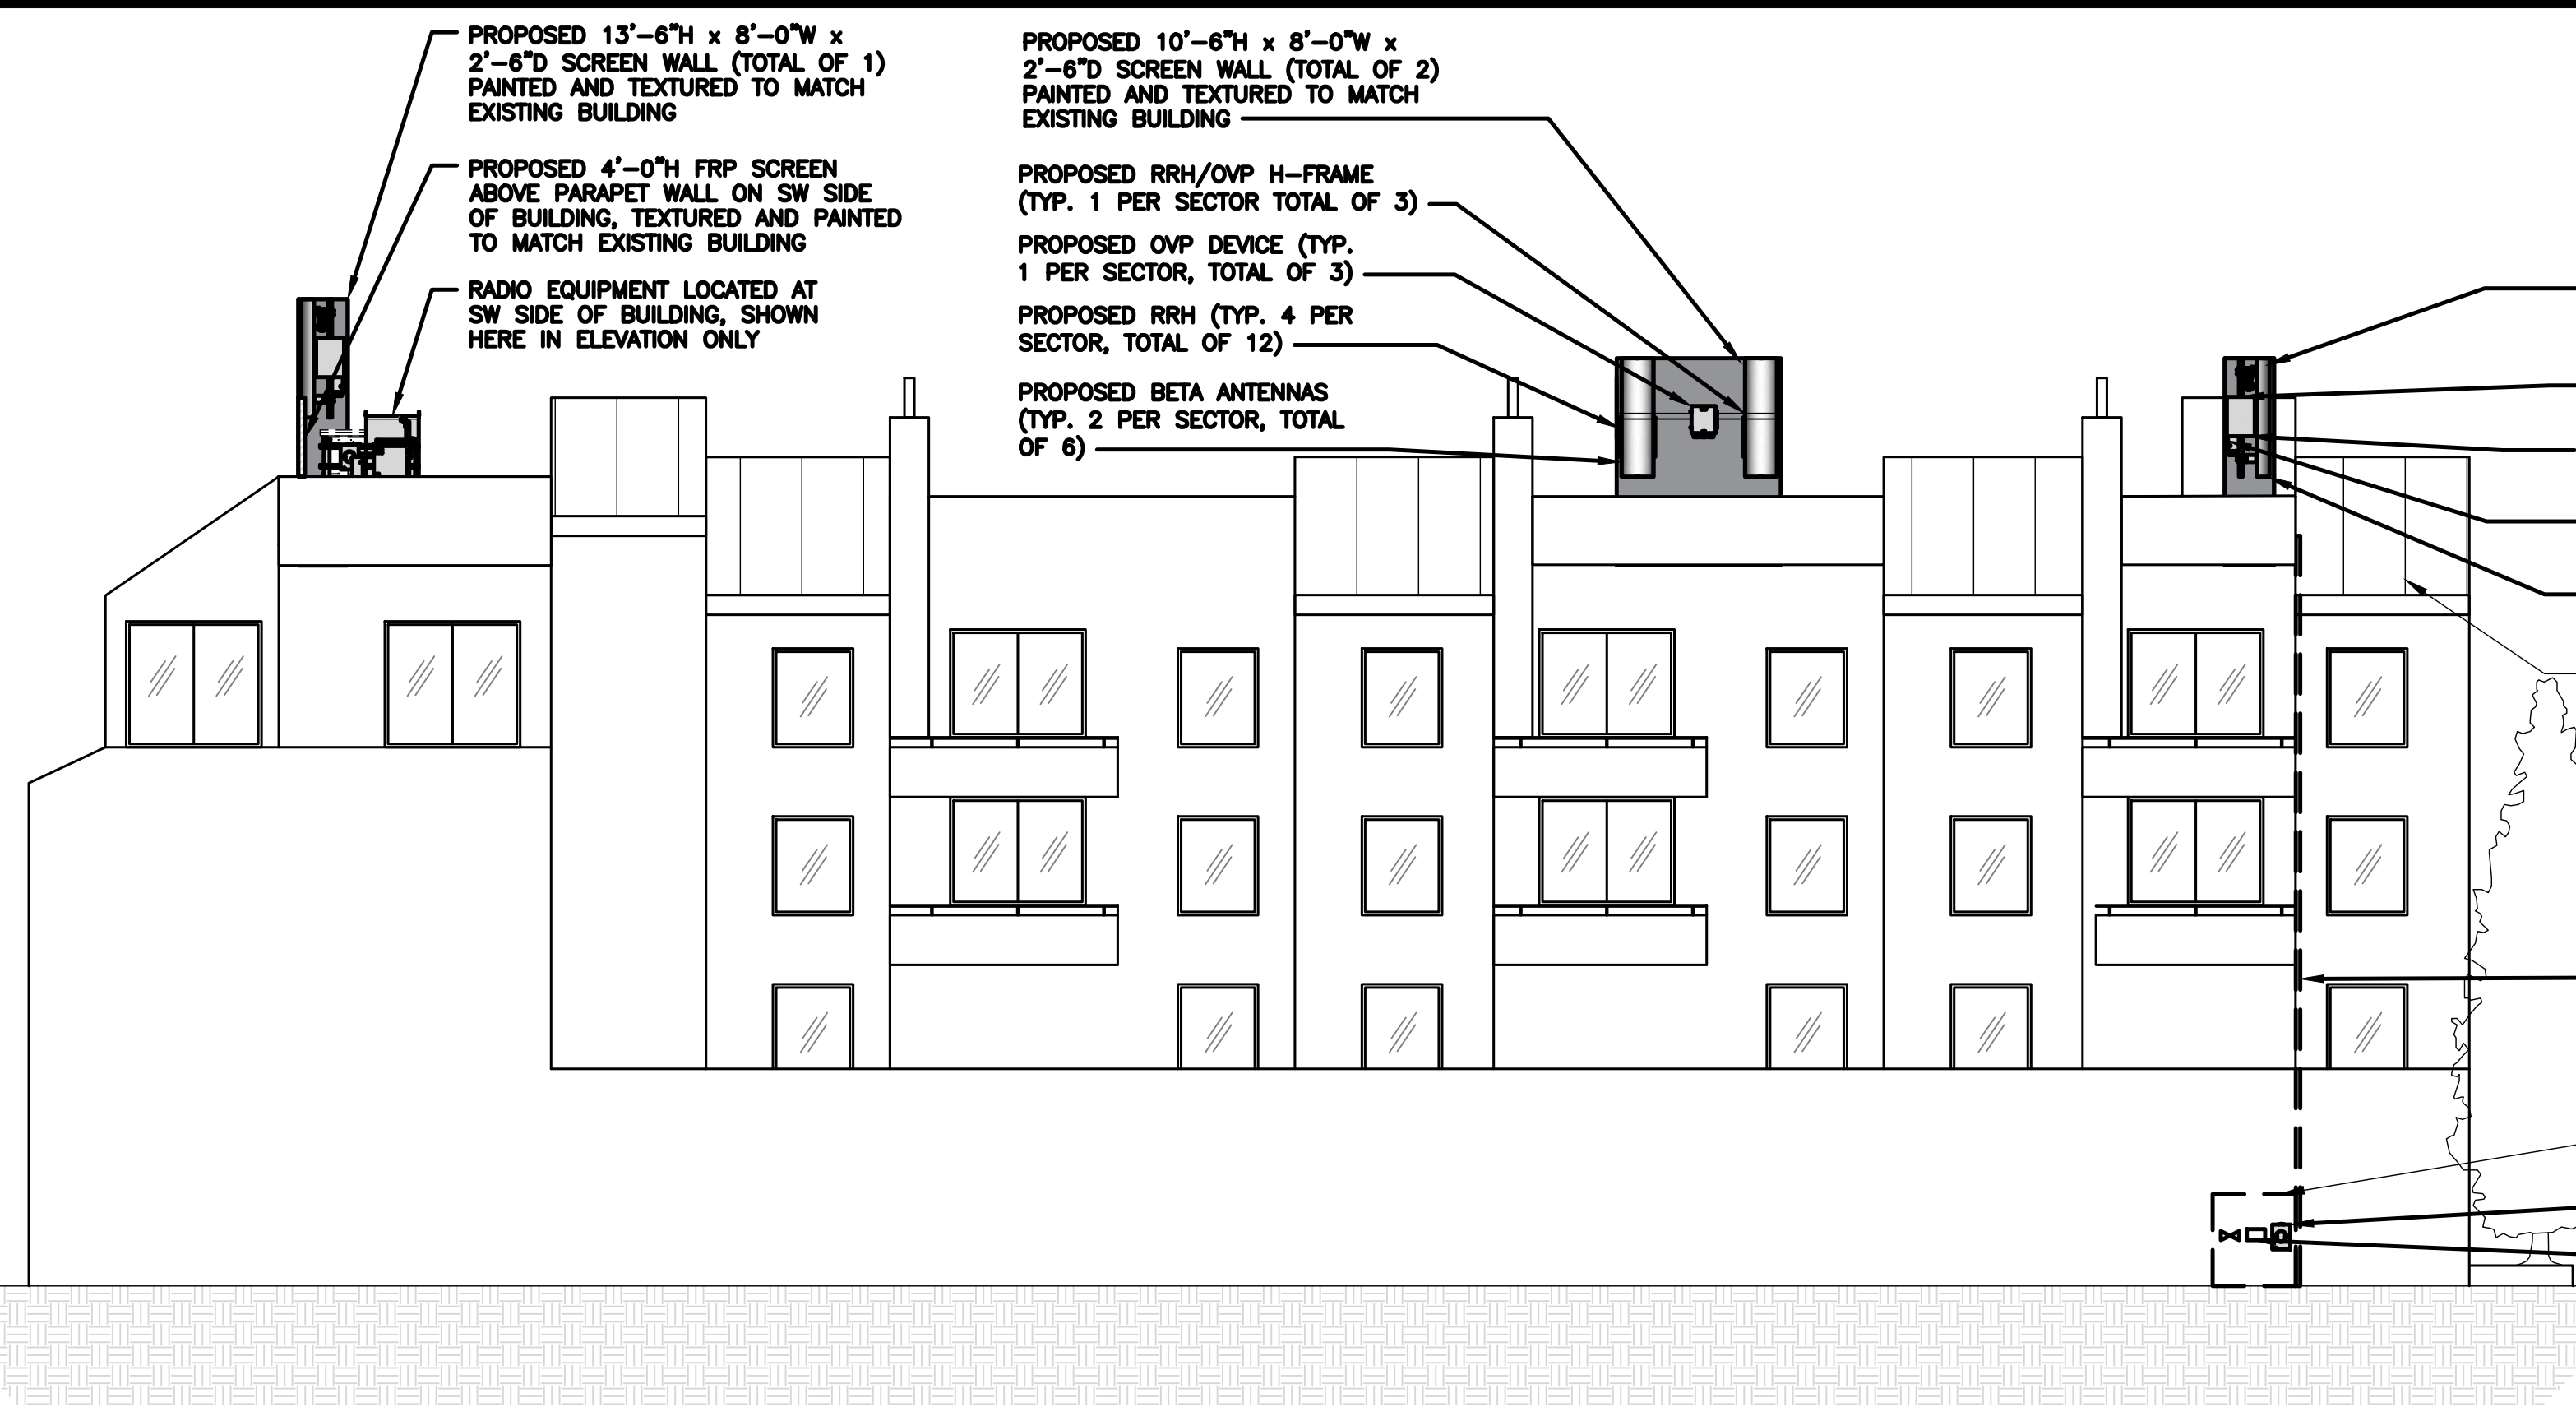 PROPOSED 13'-6"H x 8'-0"W x
2'-6"D SCREEN WALL (TOTAL OF 1)
PAINTED AND TEXTURED TO MATCH
EXISTING BUILDING
PROPOSED 4'-0"H FRP SCREEN
ABOVE PARAPET WALL ON SW SIDE
OF BUILDING, TEXTURED AND PAINTED
TO MATCH EXISTING BUILDING
RADIO EQUIPMENT LOCATED AT
SW SIDE OF BUILDING, SHOWN
HERE IN ELEVATION ONLY
PROPOSED 10'-6"H x 8'-0"W x
2'-6"D SCREEN WALL (TOTAL OF 2)
PAINTED AND TEXTURED TO MATCH
EXISTING BUILDING
PROPOSED RRH/OVP H-FRAME
(TYP. 1 PER SECTOR TOTAL OF 3)
PROPOSED OVP DEVICE (TYP.
1 PER SECTOR, TOTAL OF 3)
PROPOSED RRH (TYP. 4 PER
SECTOR, TOTAL OF 12)
PROPOSED BETA ANTENNAS
(TYP. 2 PER SECTOR, TOTAL
OF 6)